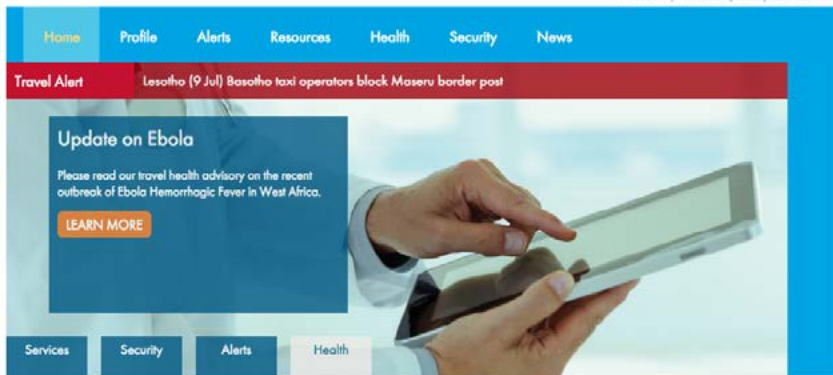 Home Profile Alerts Resources Health Security News
Travel Alert Lesotho (9 Jul) Basotho taxi operators block Maseru border post
Update on Ebola
Please read our travel health advisory on the recent
outbreak of Ebola Hemorrhagic Fever in West Africa.
LEARN MORE
Services Security Alerts Health